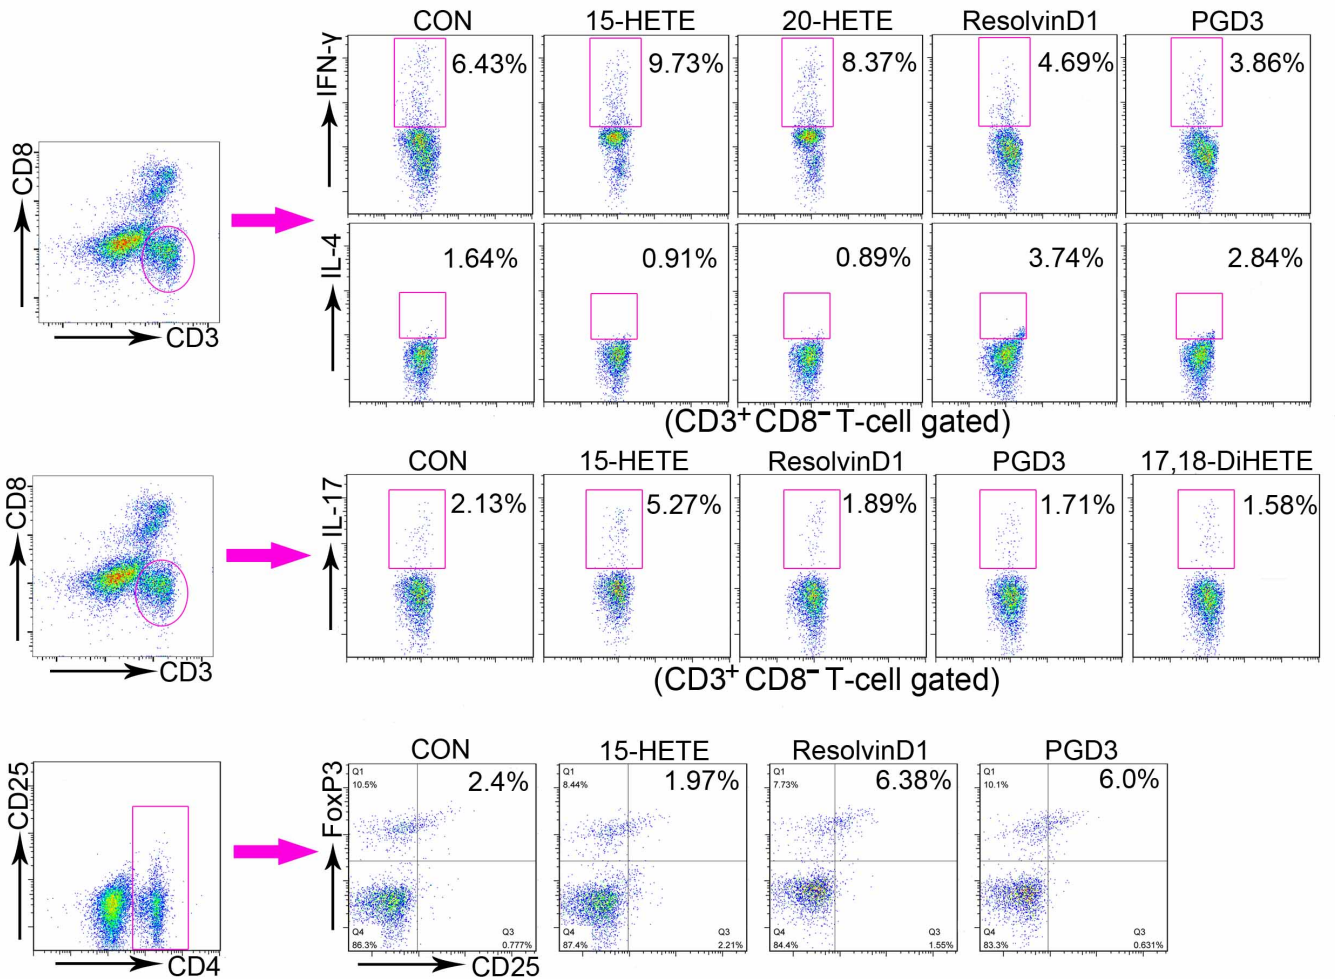 CON 15-HETE 20-HETE ResolvinD1 PGD3
IFN-γ
6.43% 9.73% 8.37% 4.69% 3.86%
CD8
CD3
IL-4
1.64% 0.91% 0.89% 3.74% 2.84%
(CD3+ CD8− T-cell gated)
CON 15-HETE ResolvinD1 PGD3 17,18-DiHETE
CD8
CD3
IL-17
2.13% 5.27% 1.89% 1.71% 1.58%
(CD3+ CD8− T-cell gated)
CON 15-HETE ResolvinD1 PGD3
CD25
CD4
FoxP3
Q1 Q1 Q1 Q1
10.5% 2.4% 8.44% 1.97% 7.73% 6.38% 10.1% 6.0%
Q4 Q3 Q4 Q3 Q4 Q3 Q4 Q3
86.3% 0.777% 87.4% 2.21% 84.4% 1.55% 83.3% 0.631%
CD25